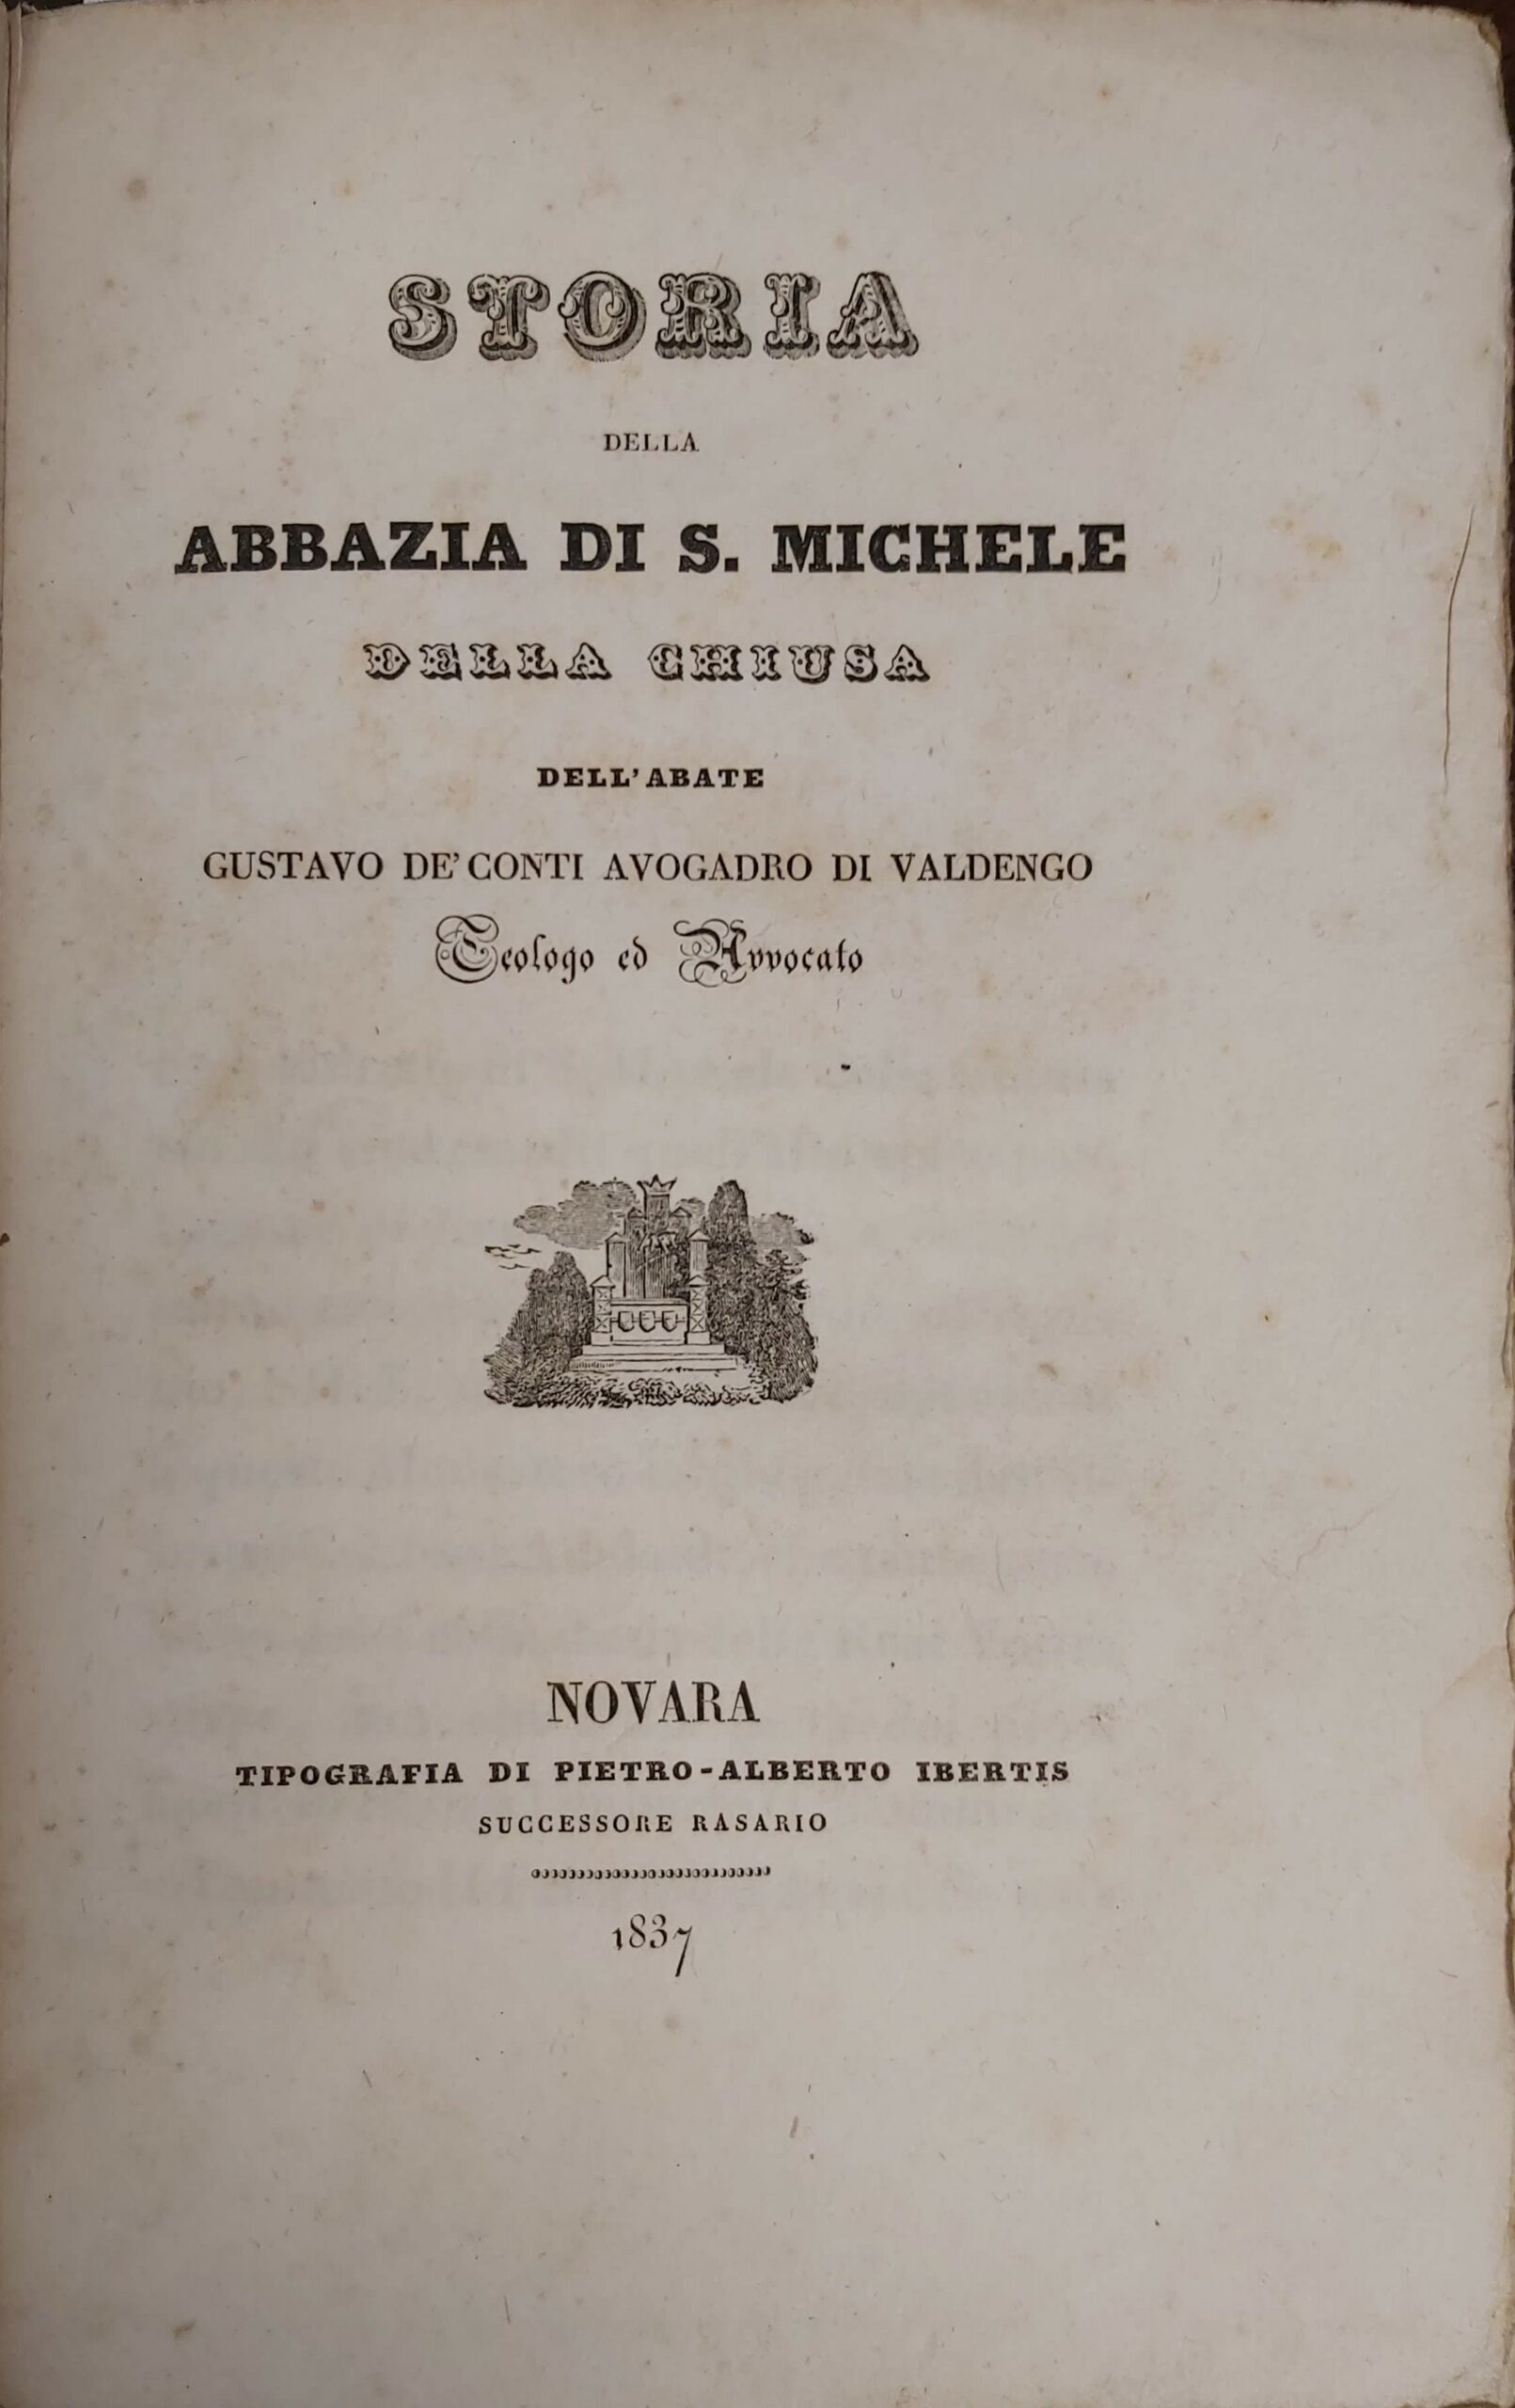 STORIA
DELLA
ABBAZIA DI S. MICHELE
DELLA CHIUSA
DELL'ABATE
GUSTAVO DE' CONTI AVOGADRO DI VALDENGO
Teologo ed Avvocato
NOVARA
TIPOGRAFIA DI PIETRO-ALBERTO IBERTIS
SUCCESSORE RASARIO
1837